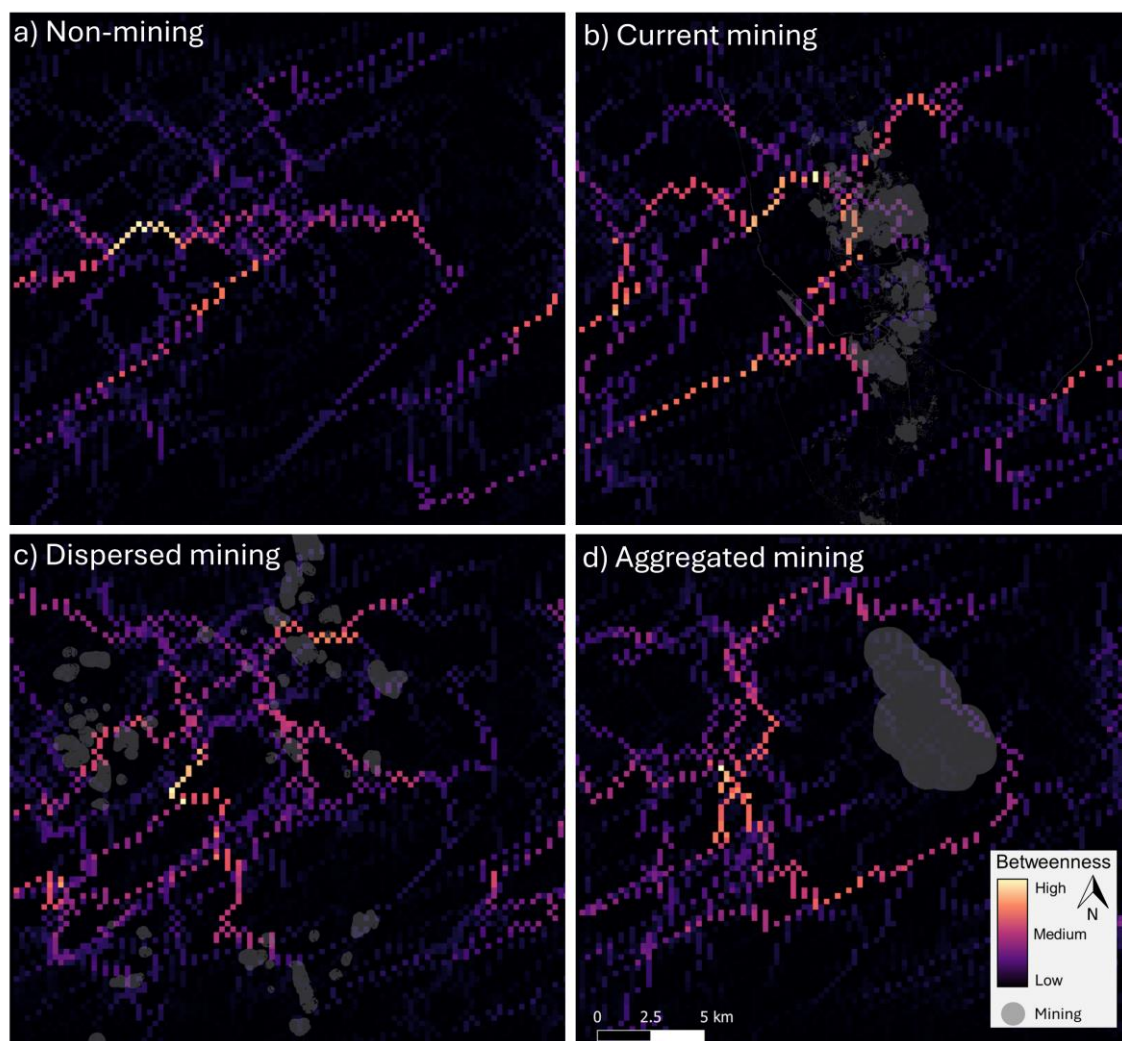 a) Non-mining
b) Current mining
c) Dispersed mining
d) Aggregated mining
Betweenness
High
N
Medium
Low
Mining
0 2.5 5 km